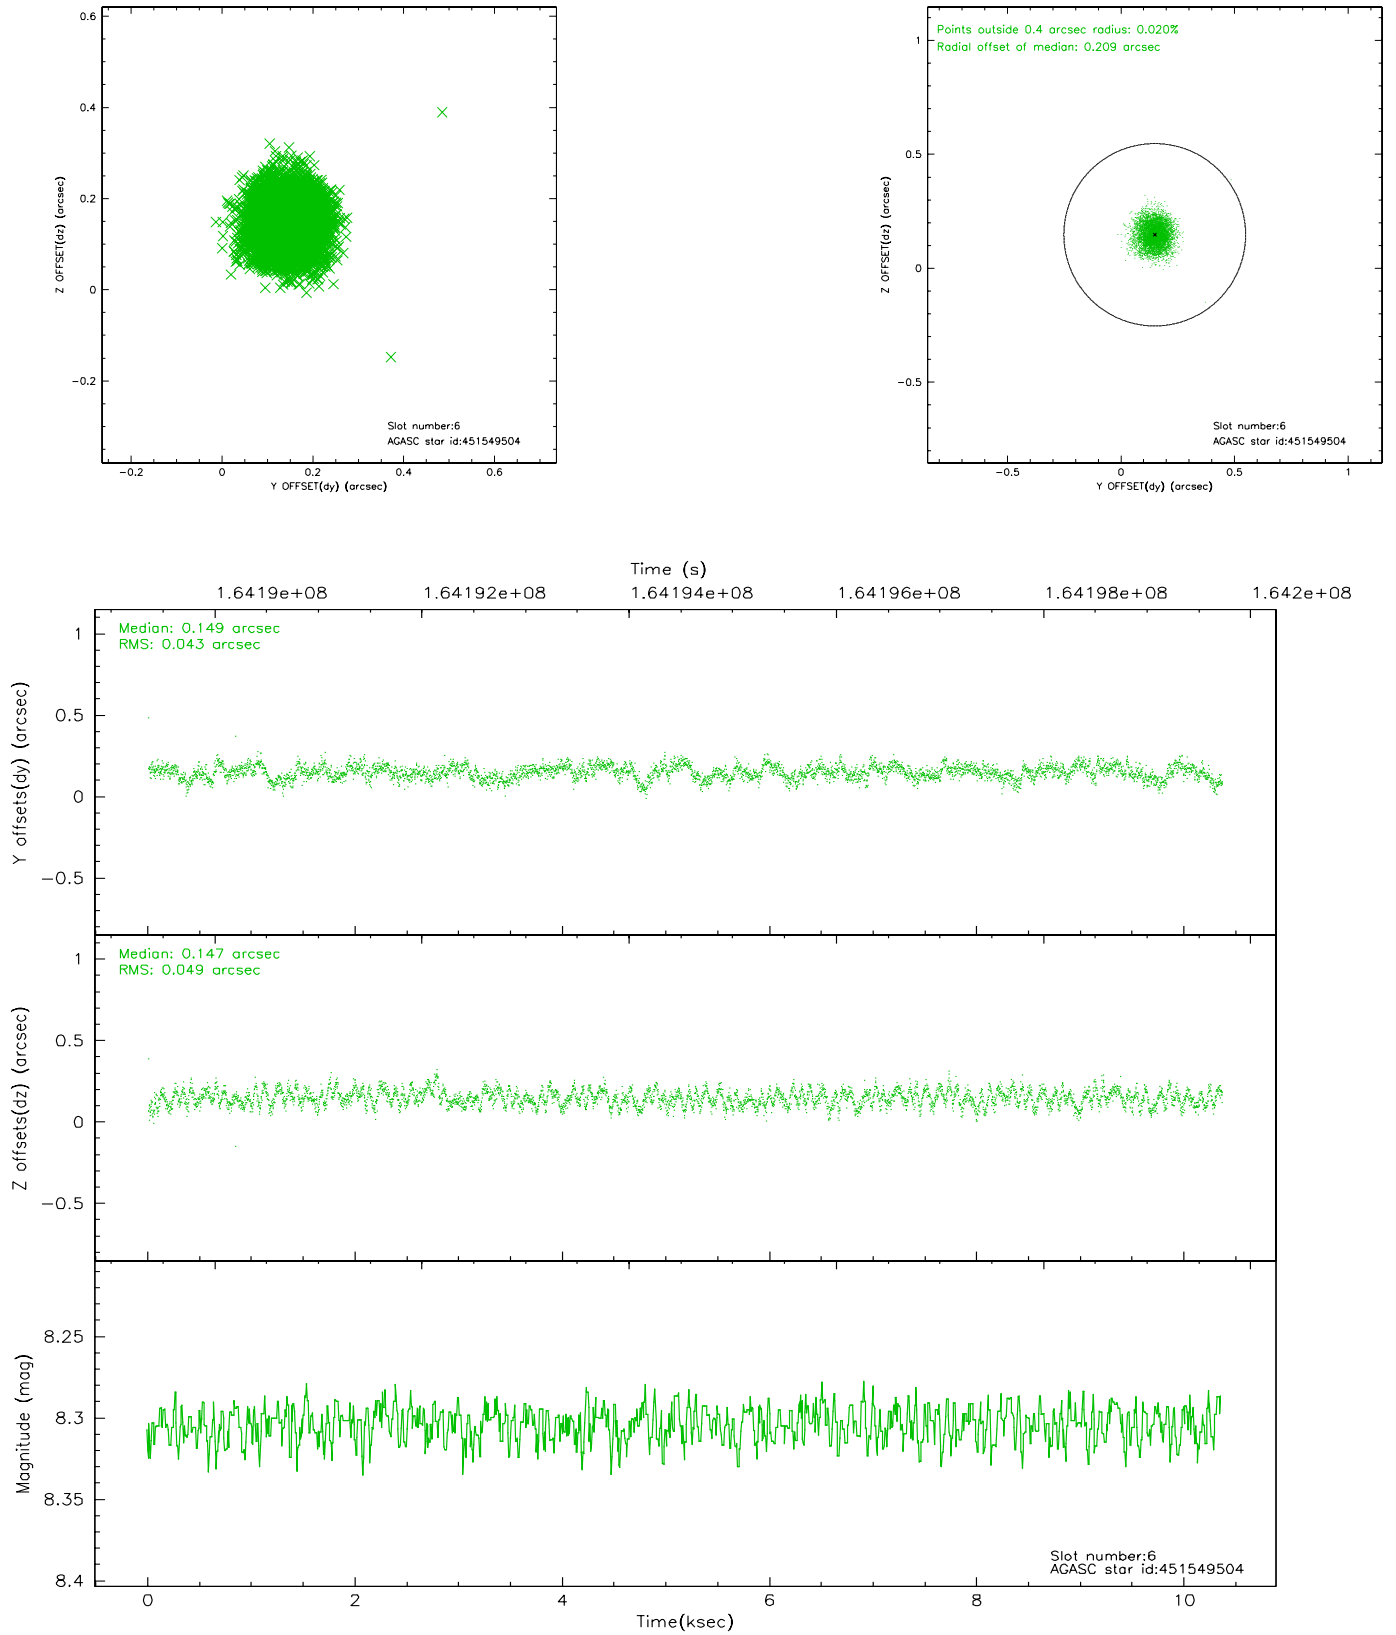 0.6
0.4
0.2
0
−0.2
Z OFFSET(dz) (arcsec)
Slot number:6
AGASC star id:451549504
−0.2 0 0.2 0.4 0.6
Y OFFSET(dy) (arcsec)
Points outside 0.4 arcsec radius: 0.020%
Radial offset of median: 0.209 arcsec
1
0.5
0
−0.5
Z OFFSET(dz) (arcsec)
Slot number:6
AGASC star id:451549504
−0.5 0 0.5 1
Y OFFSET(dy) (arcsec)
Time (s)
1.6419e+08 1.64192e+08 1.64194e+08 1.64196e+08 1.64198e+08 1.642e+08
Median: 0.149 arcsec
RMS: 0.043 arcsec
1
0.5
0
−0.5
Y offsets(dy) (arcsec)
Median: 0.147 arcsec
RMS: 0.049 arcsec
1
0.5
0
−0.5
Z offsets(dz) (arcsec)
8.25
8.3
8.35
8.4
Magnitude (mag)
Slot number:6
AGASC star id:451549504
0 2 4 6 8 10
Time(ksec)